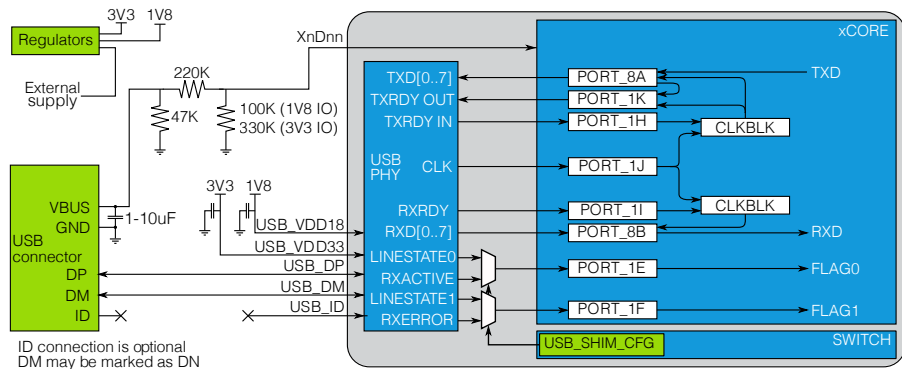 3V3
1V8
Regulators
External
supply
220K
47K
100K (1V8 IO)
330K (3V3 IO)
XnDnn
xCORE
TXD[0..7]
TXRDY OUT
TXRDY IN
USB
PHY
CLK
RXRDY
RXD[0..7]
LINESTATE0
RXACTIVE
LINESTATE1
RXERROR
PORT_8A
PORT_1K
PORT_1H
PORT_1J
PORT_1I
PORT_8B
PORT_1E
PORT_1F
CLKBLK
CLKBLK
TXD
RXD
FLAG0
FLAG1
3V3
1V8
USB_VDD18
USB_VDD33
USB_DP
USB_DM
USB_ID
VBUS
GND
USB
connector
DP
DM
ID
1-10uF
USB_SHIM_CFG
SWITCH
ID connection is optional
DM may be marked as DN